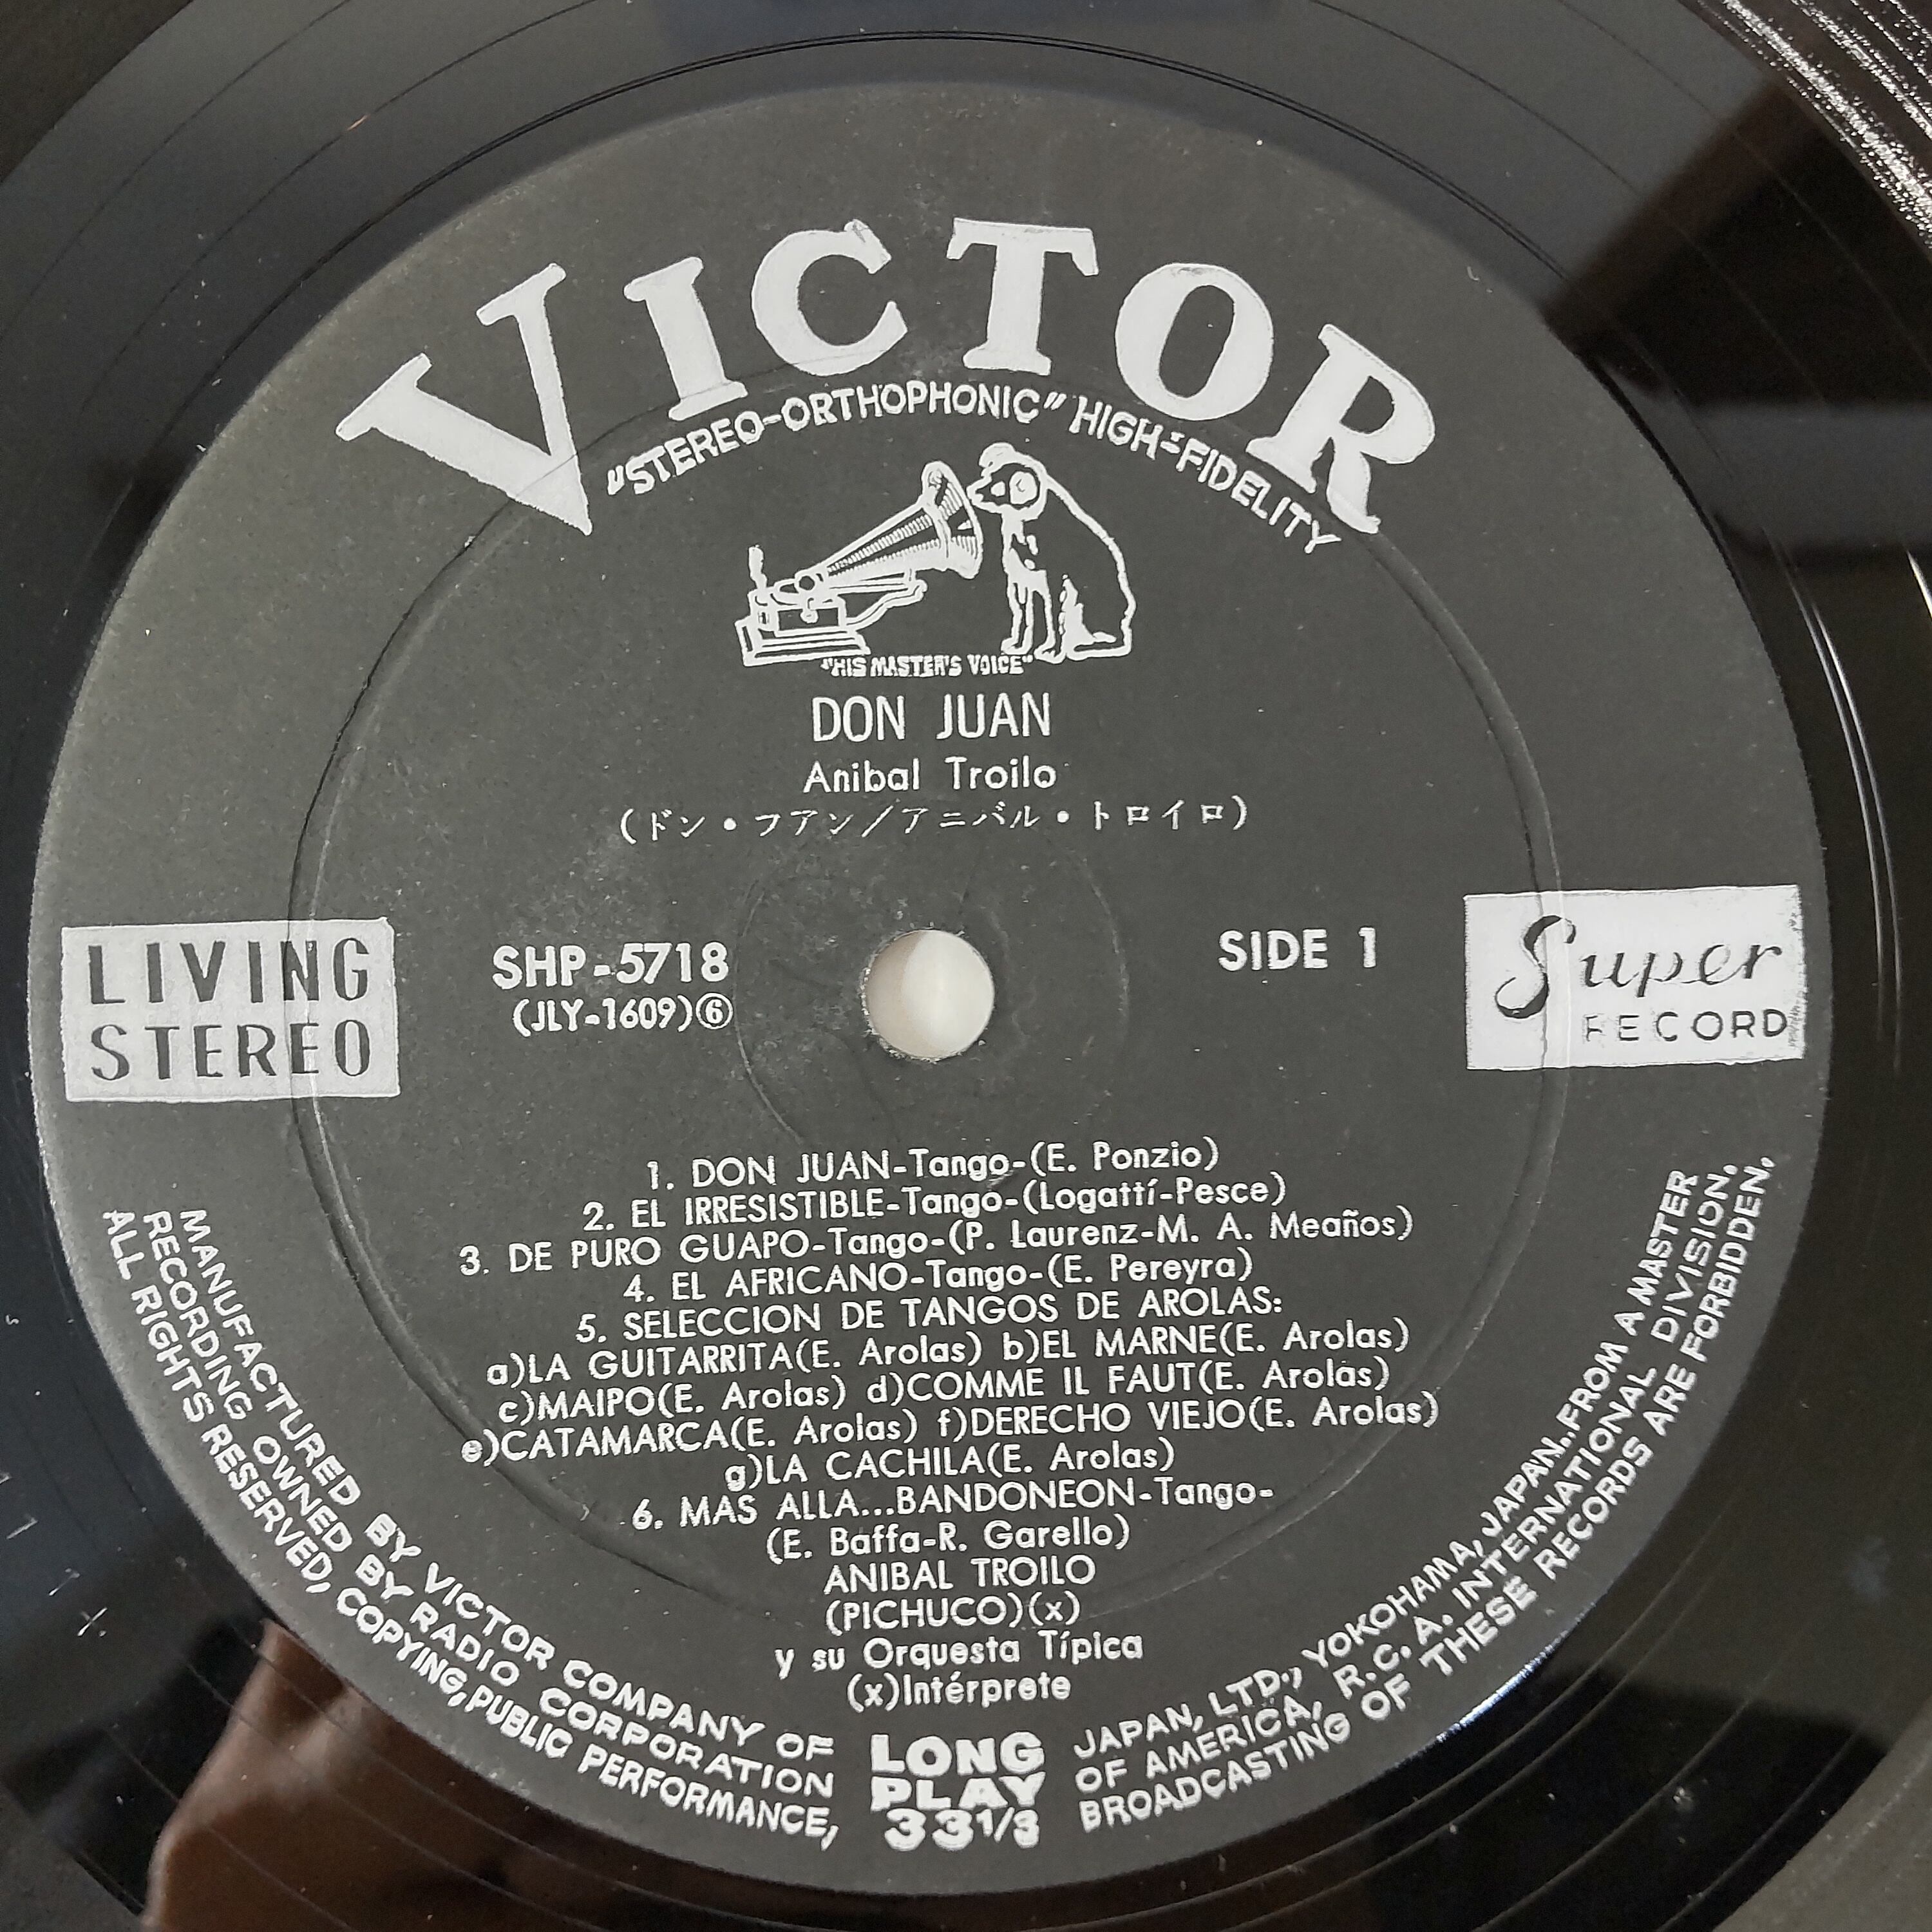 VICTOR
"STEREO-ORTHOPHONIC" HIGH-FIDELITY
"HIS MASTER'S VOICE"
DON JUAN
Anibal Troilo
(ドン・フアン/アニバル・トロイロ)
LIVING
STEREO
SHP-5718
(JLY-1609)⑥
SIDE 1
Super
RECORD
1. DON JUAN-Tango-(E. Ponzio)
2. EL IRRESISTIBLE-Tango-(Logattí-Pesce)
3. DE PURO GUAPO-Tango-(P. Laurenz-M. A. Meaños)
4. EL AFRICANO-Tango-(E. Pereyra)
5. SELECCION DE TANGOS DE AROLAS:
a)LA GUITARRITA(E. Arolas) b)EL MARNE(E. Arolas)
c)MAIPO(E. Arolas) d)COMME IL FAUT(E. Arolas)
e)CATAMARCA(E. Arolas) f)DERECHO VIEJO(E. Arolas)
g)LA CACHILA(E. Arolas)
6. MAS ALLA...BANDONEON-Tango-
(E. Baffa-R. Garello)
ANIBAL TROILO
(PICHUCO)(x)
y su Orquesta Típica
(x)Intérprete
LONG
PLAY
33 1/3
MANUFACTURED BY VICTOR COMPANY OF JAPAN, LTD., YOKOHAMA, JAPAN..FROM A MASTER
RECORDING OWNED BY RADIO CORPORATION OF AMERICA, R.C.A. INTERNATIONAL DIVISION.
ALL RIGHTS RESERVED, COPYING, PUBLIC PERFORMANCE, BROADCASTING OF THESE RECORDS ARE FORBIDDEN.